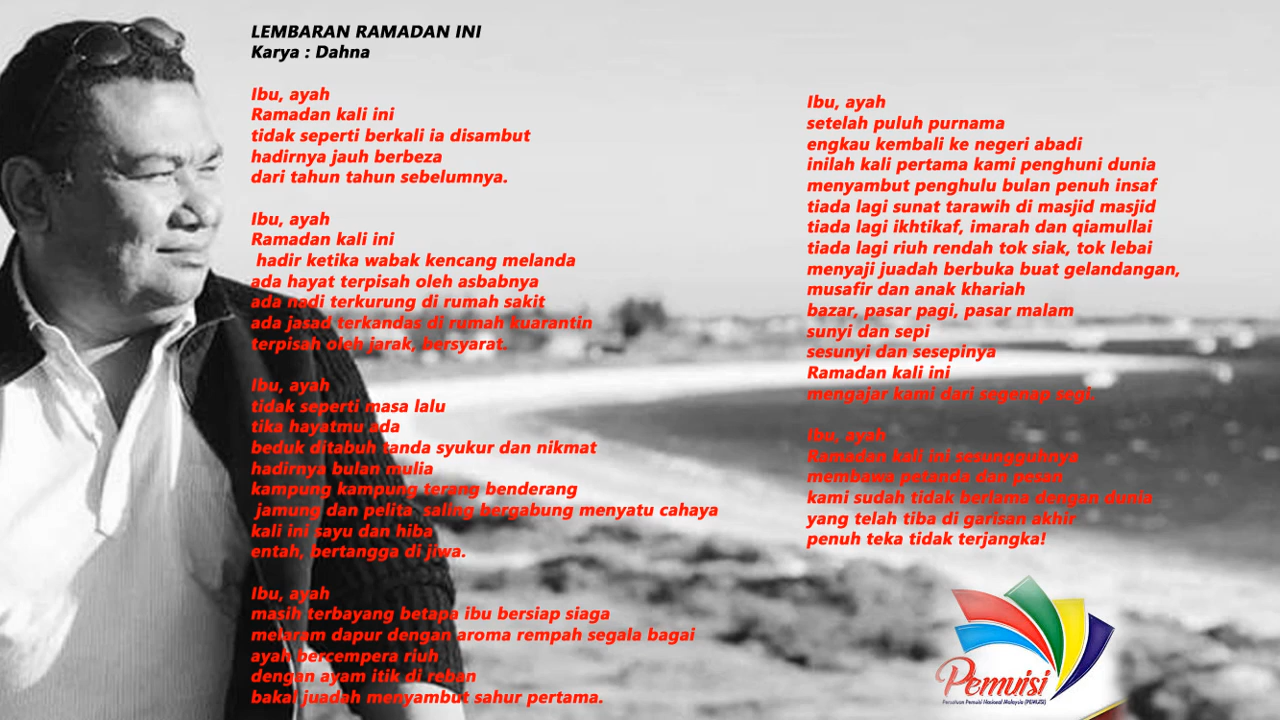 LEMBARAN RAMADAN INI
Karya : Dahna
Ibu, ayah
Ramadan kali ini
tidak seperti berkali ia disambut
hadirnya jauh berbeza
dari tahun tahun sebelumnya.
Ibu, ayah
Ramadan kali ini
hadir ketika wabak kencang melanda
ada hayat terpisah oleh asbabnya
ada nadi terkurung di rumah sakit
ada jasad terkandas di rumah kuarantin
terpisah oleh jarak, bersyarat.
Ibu, ayah
tidak seperti masa lalu
tika hayatmu ada
beduk ditabuh tanda syukur dan nikmat
hadirnya bulan mulia
kampung kampung terang benderang
jamung dan pelita saling bergabung menyatu cahaya
kali ini sayu dan hiba
entah, bertangga di jiwa.
Ibu, ayah
masih terbayang betapa ibu bersiap siaga
melaram dapur dengan aroma rempah segala bagai
ayah bercempera riuh
dengan ayam itik di reban
bakal juadah menyambut sahur pertama.
Ibu, ayah
setelah puluh purnama
engkau kembali ke negeri abadi
inilah kali pertama kami penghuni dunia
menyambut penghulu bulan penuh insaf
tiada lagi sunat tarawih di masjid masjid
tiada lagi ikhtikaf, imarah dan qiamullai
tiada lagi riuh rendah tok siak, tok lebai
menyaji juadah berbuka buat gelandangan,
musafir dan anak khariah
bazar, pasar pagi, pasar malam
sunyi dan sepi
sesunyi dan sesepinya
Ramadan kali ini
mengajar kami dari segenap segi.
Ibu, ayah
Ramadan kali ini sesungguhnya
membawa petanda dan pesan
kami sudah tidak berlama dengan dunia
yang telah tiba di garisan akhir
penuh teka tidak terjangka!
Pemuisi
Persatuan Pemuisi Nasional Malaysia (PEMUISI)